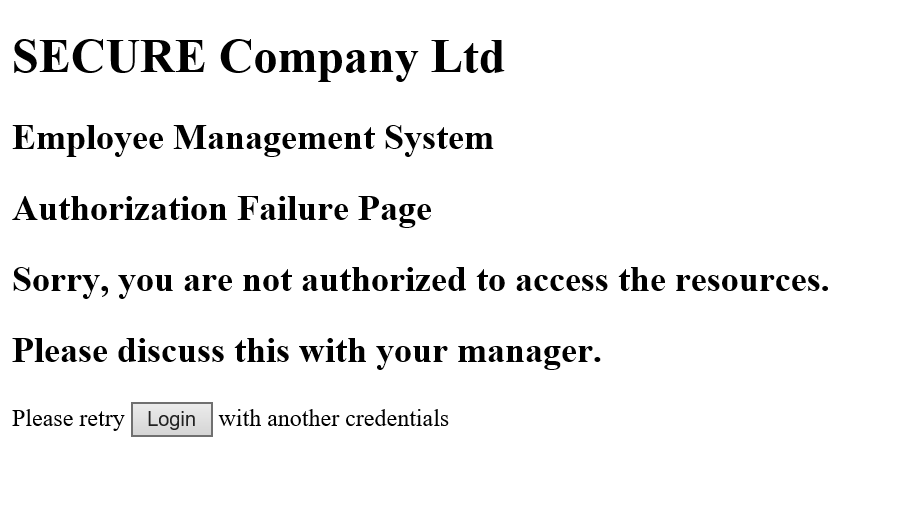 SECURE Company Ltd
Employee Management System
Authorization Failure Page
Sorry, you are not authorized to access the resources.
Please discuss this with your manager.
Please retry Login with another credentials